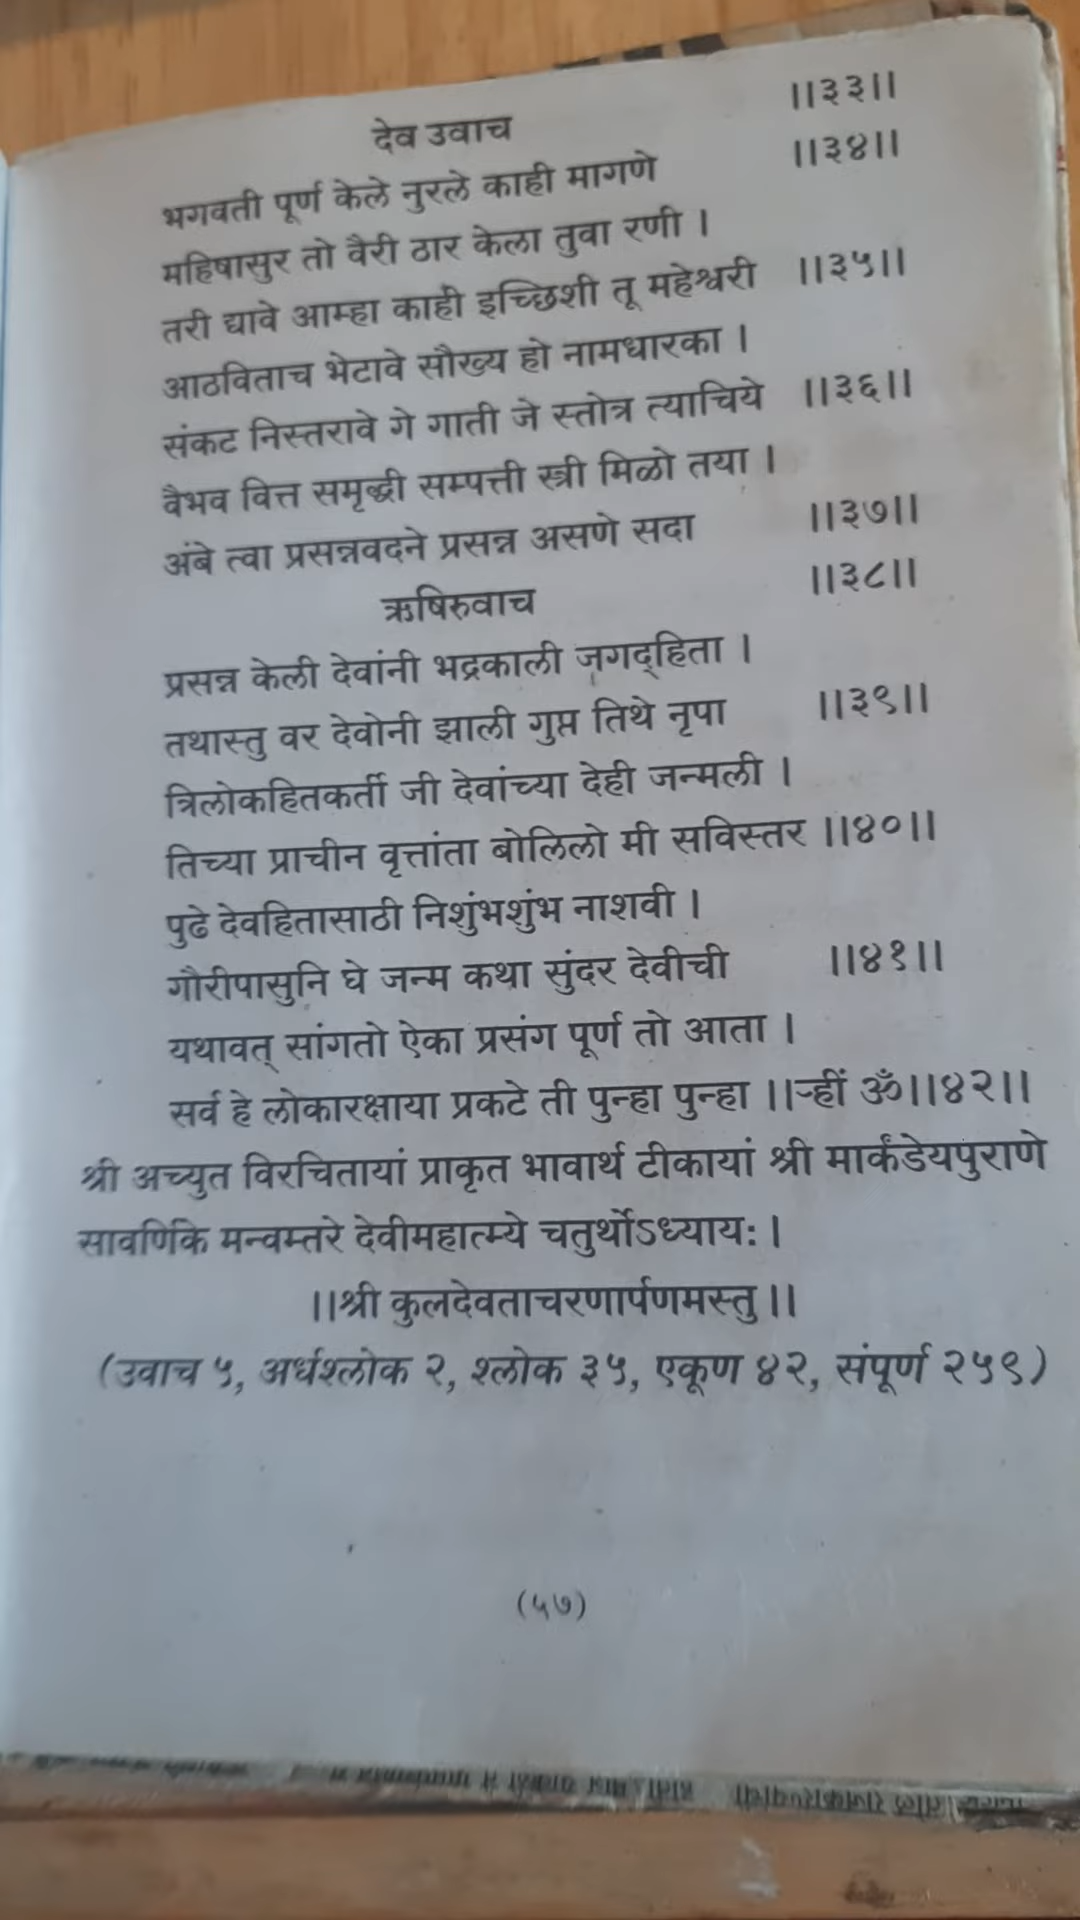 देव उवाच ।।३३।।
भगवती पूर्ण केले नुरले काही मागणे ।।३४।।
महिषासुर तो वैरी ठार केला तुवा रणी ।
तरी द्यावे आम्हा काही इच्छिशी तू महेश्वरी ।।३५।।
आठविताच भेटावे सौख्य हो नामधारका ।
संकट निस्तरावे गे गाती जे स्तोत्र त्याचिये ।।३६।।
वैभव वित्त समृद्धी सम्पत्ती स्त्री मिळो तया ।
अंबे त्वा प्रसन्नवदने प्रसन्न असणे सदा ।।३७।।
ऋषिरुवाच ।।३८।।
प्रसन्न केली देवांनी भद्रकाली जगद्‌हिता ।
तथास्तु वर देवोनी झाली गुप्त तिथे नृपा ।।३९।।
त्रिलोकहितकर्ती जी देवांच्या देही जन्मली ।
तिच्या प्राचीन वृत्तांता बोलिलो मी सविस्तर ।।४०।।
पुढे देवहितासाठी निशुंभशुंभ नाशवी ।
गौरीपासुनि घे जन्म कथा सुंदर देवीची ।।४१।।
यथावत् सांगतो ऐका प्रसंग पूर्ण तो आता ।
सर्व हे लोकारक्षाया प्रकटे ती पुन्हा पुन्हा ।।ऱ्हीं ॐ।।४२।।
श्री अच्युत विरचितायां प्राकृत भावार्थ टीकायां श्री मार्कंडेयपुराणे
सावर्णिके मन्वम्तरे देवीमहात्म्ये चतुर्थोऽध्यायः ।
।।श्री कुलदेवताचरणार्पणमस्तु।।
(उवाच ५, अर्धश्लोक २, श्लोक ३५, एकूण ४२, संपूर्ण २५९)
(५७)